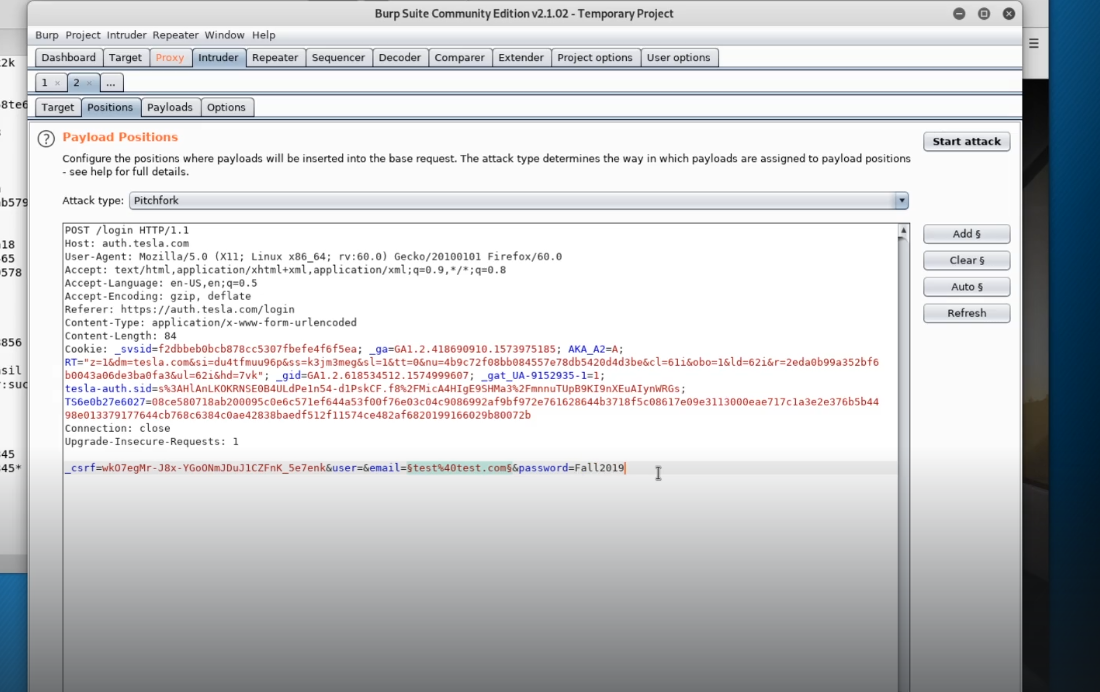 Burp Suite Community Edition v2.1.02 - Temporary Project
Burp Project Intruder Repeater Window Help
Dashboard Target Proxy Intruder Repeater Sequencer Decoder Comparer Extender Project options User options
1 × 2 × ...
Target Positions Payloads Options
? Payload Positions
Start attack
Configure the positions where payloads will be inserted into the base request. The attack type determines the way in which payloads are assigned to payload positions
- see help for full details.
Attack type: Pitchfork
POST /login HTTP/1.1
Host: auth.tesla.com
User-Agent: Mozilla/5.0 (X11; Linux x86_64; rv:60.0) Gecko/20100101 Firefox/60.0
Accept: text/html,application/xhtml+xml,application/xml;q=0.9,*/*;q=0.8
Accept-Language: en-US,en;q=0.5
Accept-Encoding: gzip, deflate
Referer: https://auth.tesla.com/login
Content-Type: application/x-www-form-urlencoded
Content-Length: 84
Cookie: _svsid=f2dbbeb0bcb878cc5307fbefe4f6f5ea; _ga=GA1.2.418690910.1573975185; AKA_A2=A;
RT="z=1&dm=tesla.com&si=du4tfmuu96p&ss=k3jm3meg&sl=1&tt=0&nu=4b9c72f08bb084557e78db5420d4d3be&cl=61i&obo=1&ld=62i&r=2eda0b99a352bf6
b0043a06de3ba0fa3&ul=62i&hd=7vk"; _gid=GA1.2.618534512.1574999607; _gat_UA-9152935-1=1;
tesla-auth.sid=s%3AHlAnLKOKRNSE0B4ULdPe1n54-d1PskCF.f8%2FMicA4HIgE9SHMa3%2FmnnuTUpB9KI9nXEuAIynWRGs;
TS6e0b27e6027=08ce580718ab200095c0e6c571ef644a53f00f76e03c04c9086992af9bf972e761628644b3718f5c08617e09e3113000eae717c1a3e2e376b5b44
98e013379177644cb768c6384c0ae42838baedf512f11574ce482af6820199166029b80072b
Connection: close
Upgrade-Insecure-Requests: 1
_csrf=wkO7egMr-J8x-YGoONmJDuJ1CZFnK_5e7enk&user=&email=§test%40test.com§&password=Fall2019
Add §
Clear §
Auto §
Refresh